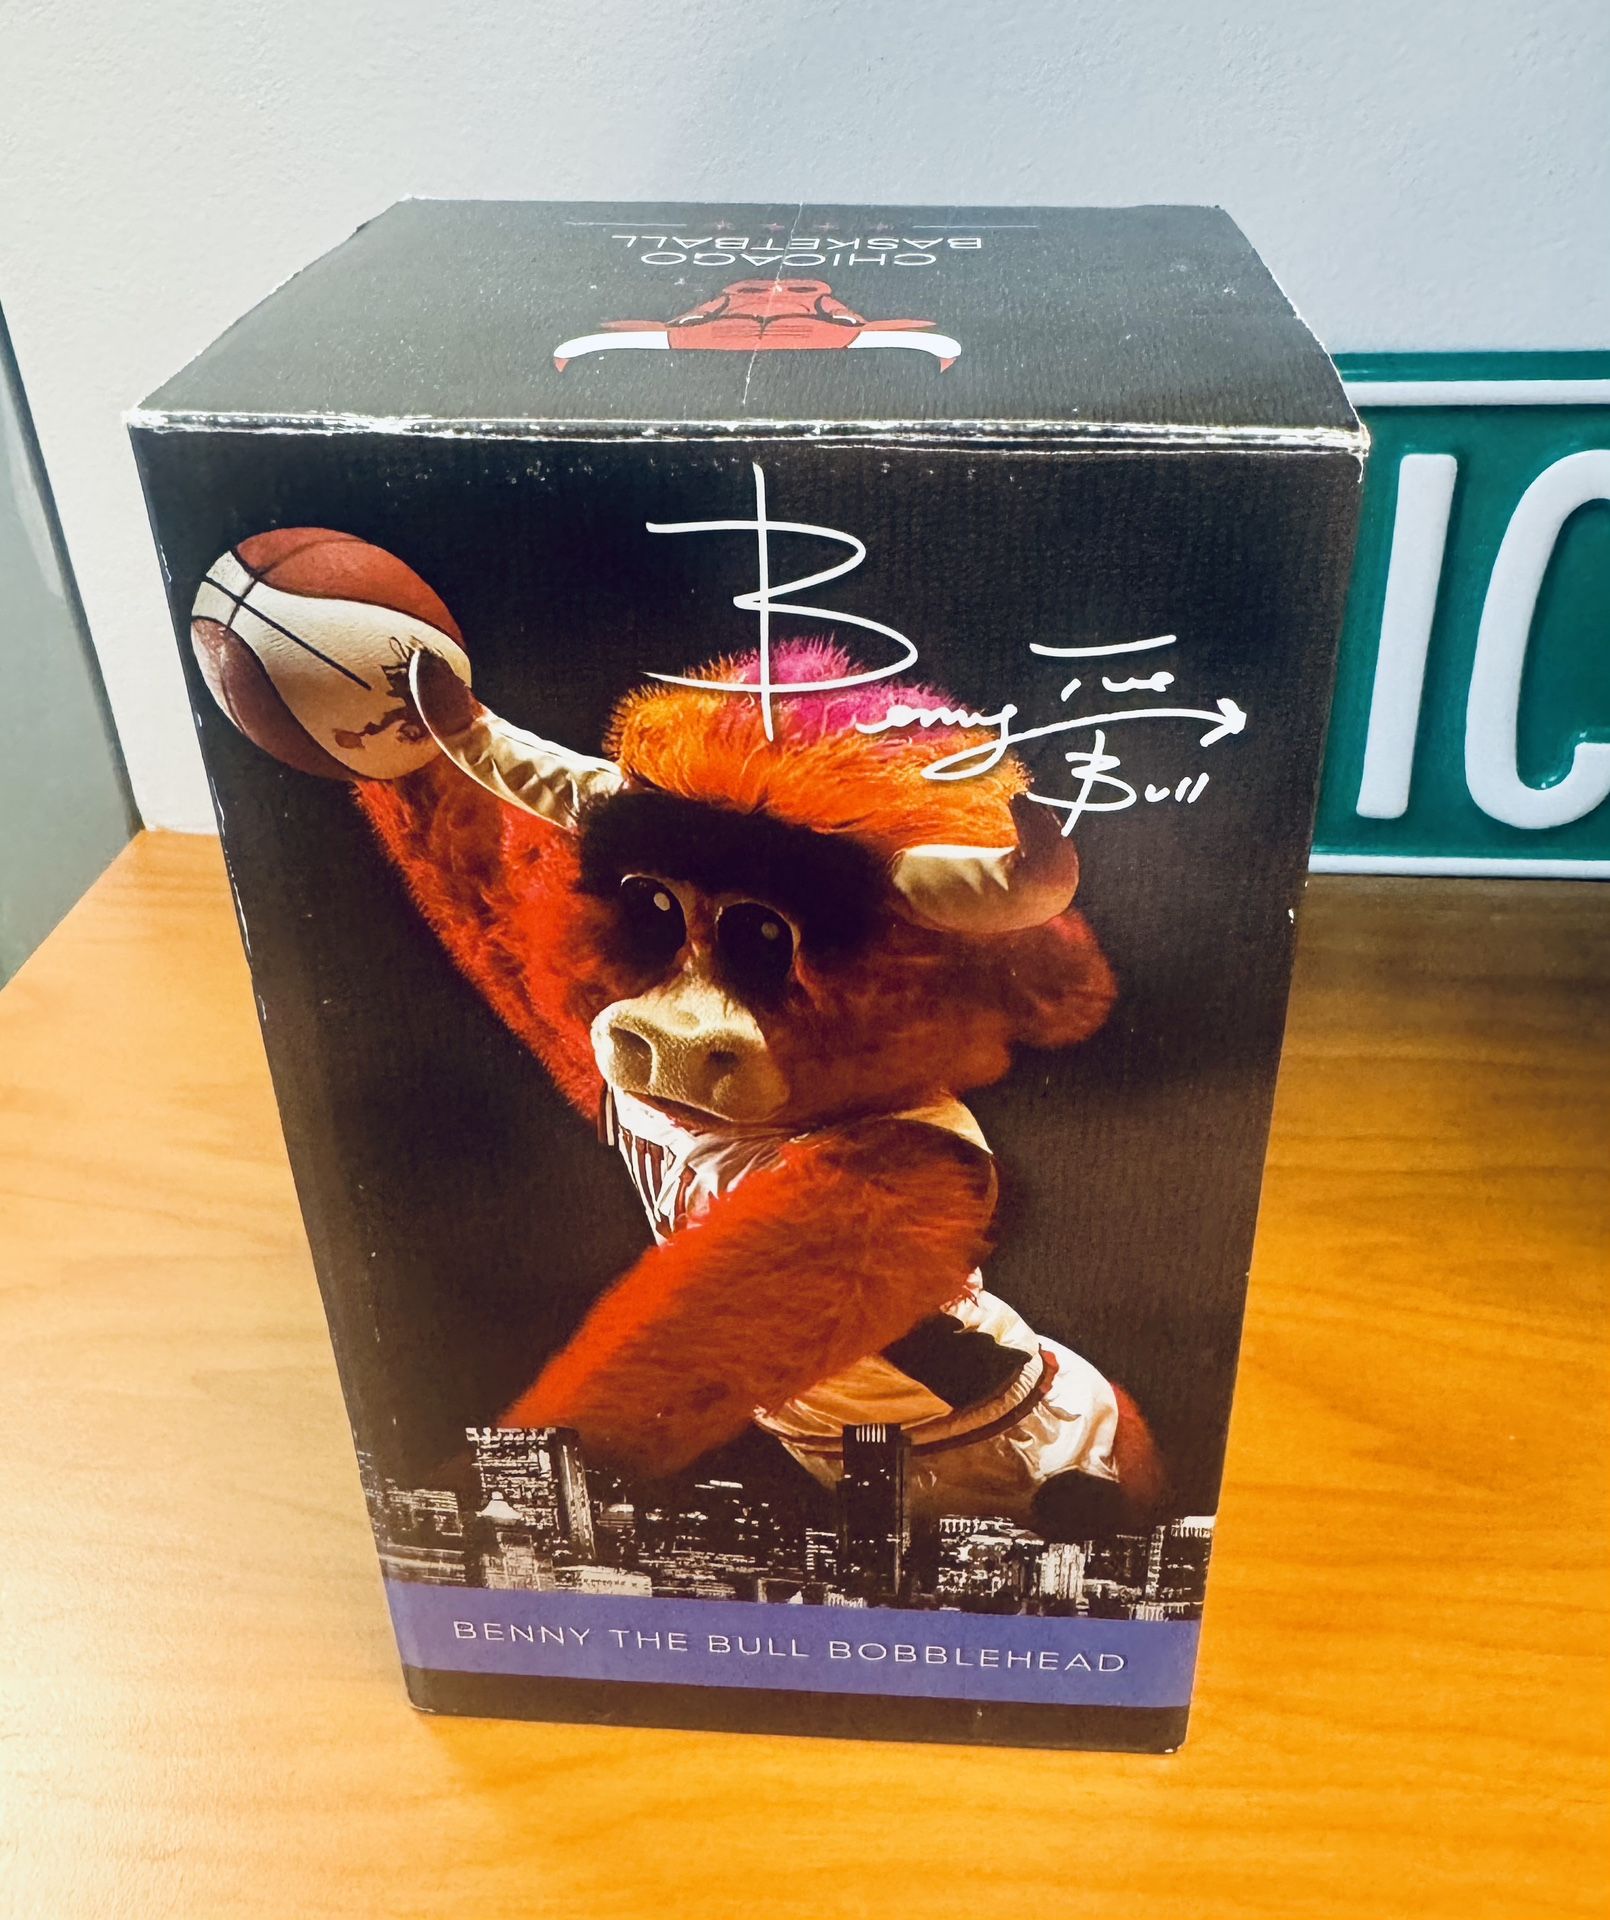 CHICAGO
BASKETBALL
Benny The
Bull
IC
BENNY THE BULL BOBBLEHEAD